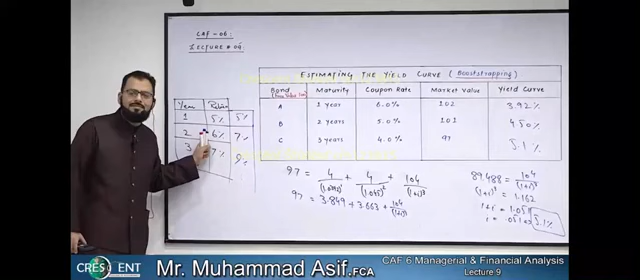 CAF - 06
LECTURE # 09
ESTIMATING THE YIELD CURVE (BOOTSTRAPPING)
Bond Maturity Coupon Rate Market Value Yield Curve
A 1 year 6.0% 102 3.92%
B 2 years 5.0% 101 4.50%
C 3 years 4.0% 97 5.1%
Year
1 5% 5%
2 6% 7%
3 7% 9%
97 = 4/(1.0392)¹ + 4/(1.045)² + 104/(1+i)³
97 = 3.849 + 3.663 + 104/(1+i)³
89.488 = 104/(1+i)³
(1+i)³ = 1.162
1+i = 1.051
i = .051 5.1%
CRESCENT
Mr. Muhammad Asif.FCA
CAF 6 Managerial & Financial Analysis
Lecture 9